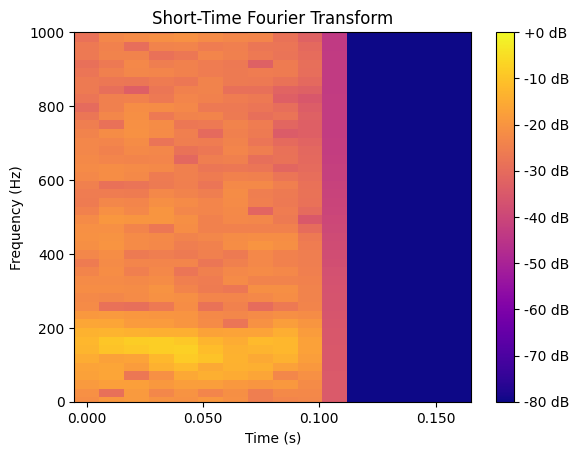 Short-Time Fourier Transform
1000
800
600
400
200
0
Frequency (Hz)
0.000
0.050
0.100
0.150
Time (s)
+0 dB
-10 dB
-20 dB
-30 dB
-40 dB
-50 dB
-60 dB
-70 dB
-80 dB